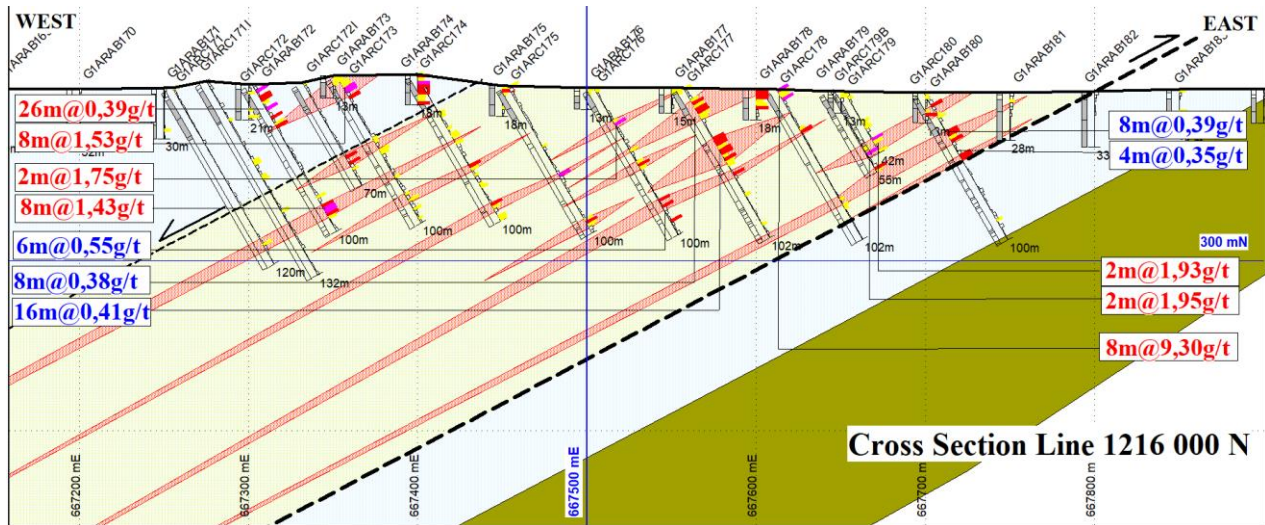 WEST
EAST
G1ARAB170
G1ARAB171
G1ARC171I
G1ARC172
G1ARAB172
G1ARC172I
G1ARAB173
G1ARC173
G1ARAB174
G1ARC174
G1ARAB175
G1ARC175
G1ARAB176
G1ARC176
G1ARAB177
G1ARC177
G1ARAB178
G1ARC178
G1ARAB179
G1ARC179B
G1ARC179
G1ARC180
G1ARAB180
G1ARAB181
G1ARAB182
26m@0,39g/t
8m@1,53g/t
2m@1,75g/t
8m@1,43g/t
6m@0,55g/t
8m@0,38g/t
16m@0,41g/t
8m@0,39g/t
4m@0,35g/t
2m@1,93g/t
2m@1,95g/t
8m@9,30g/t
30m
21m
13m
18m
18m
13m
15m
18m
13m
28m
42m
55m
70m
100m
100m
100m
100m
100m
102m
102m
100m
120m
132m
300 mN
Cross Section Line 1216 000 N
667200 mE
667300 mE
667400 mE
667500 mE
667600 mE
667700 mE
667800 m